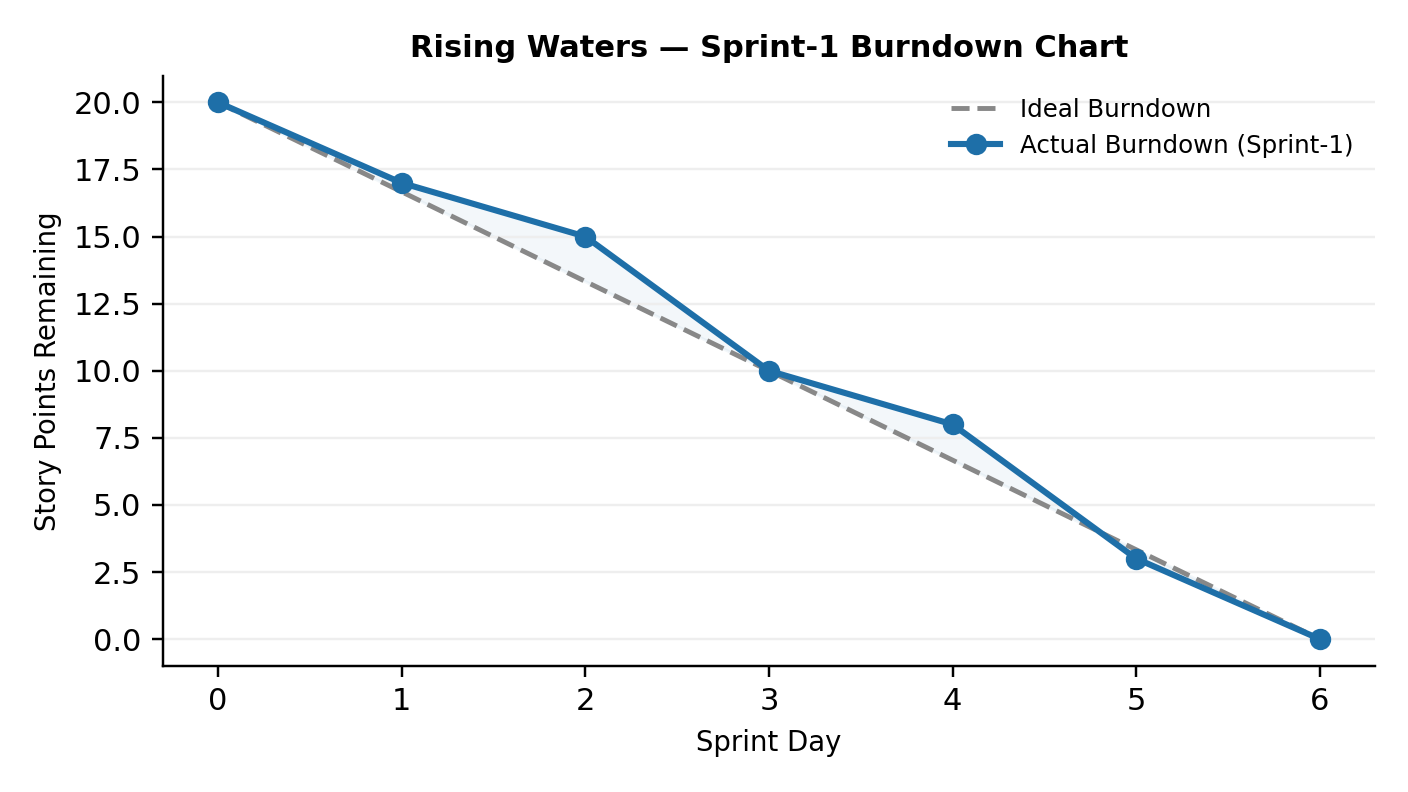 Rising Waters — Sprint-1 Burndown Chart
Ideal Burndown
Actual Burndown (Sprint-1)
Story Points Remaining
20.0
17.5
15.0
12.5
10.0
7.5
5.0
2.5
0.0
0 1 2 3 4 5 6
Sprint Day